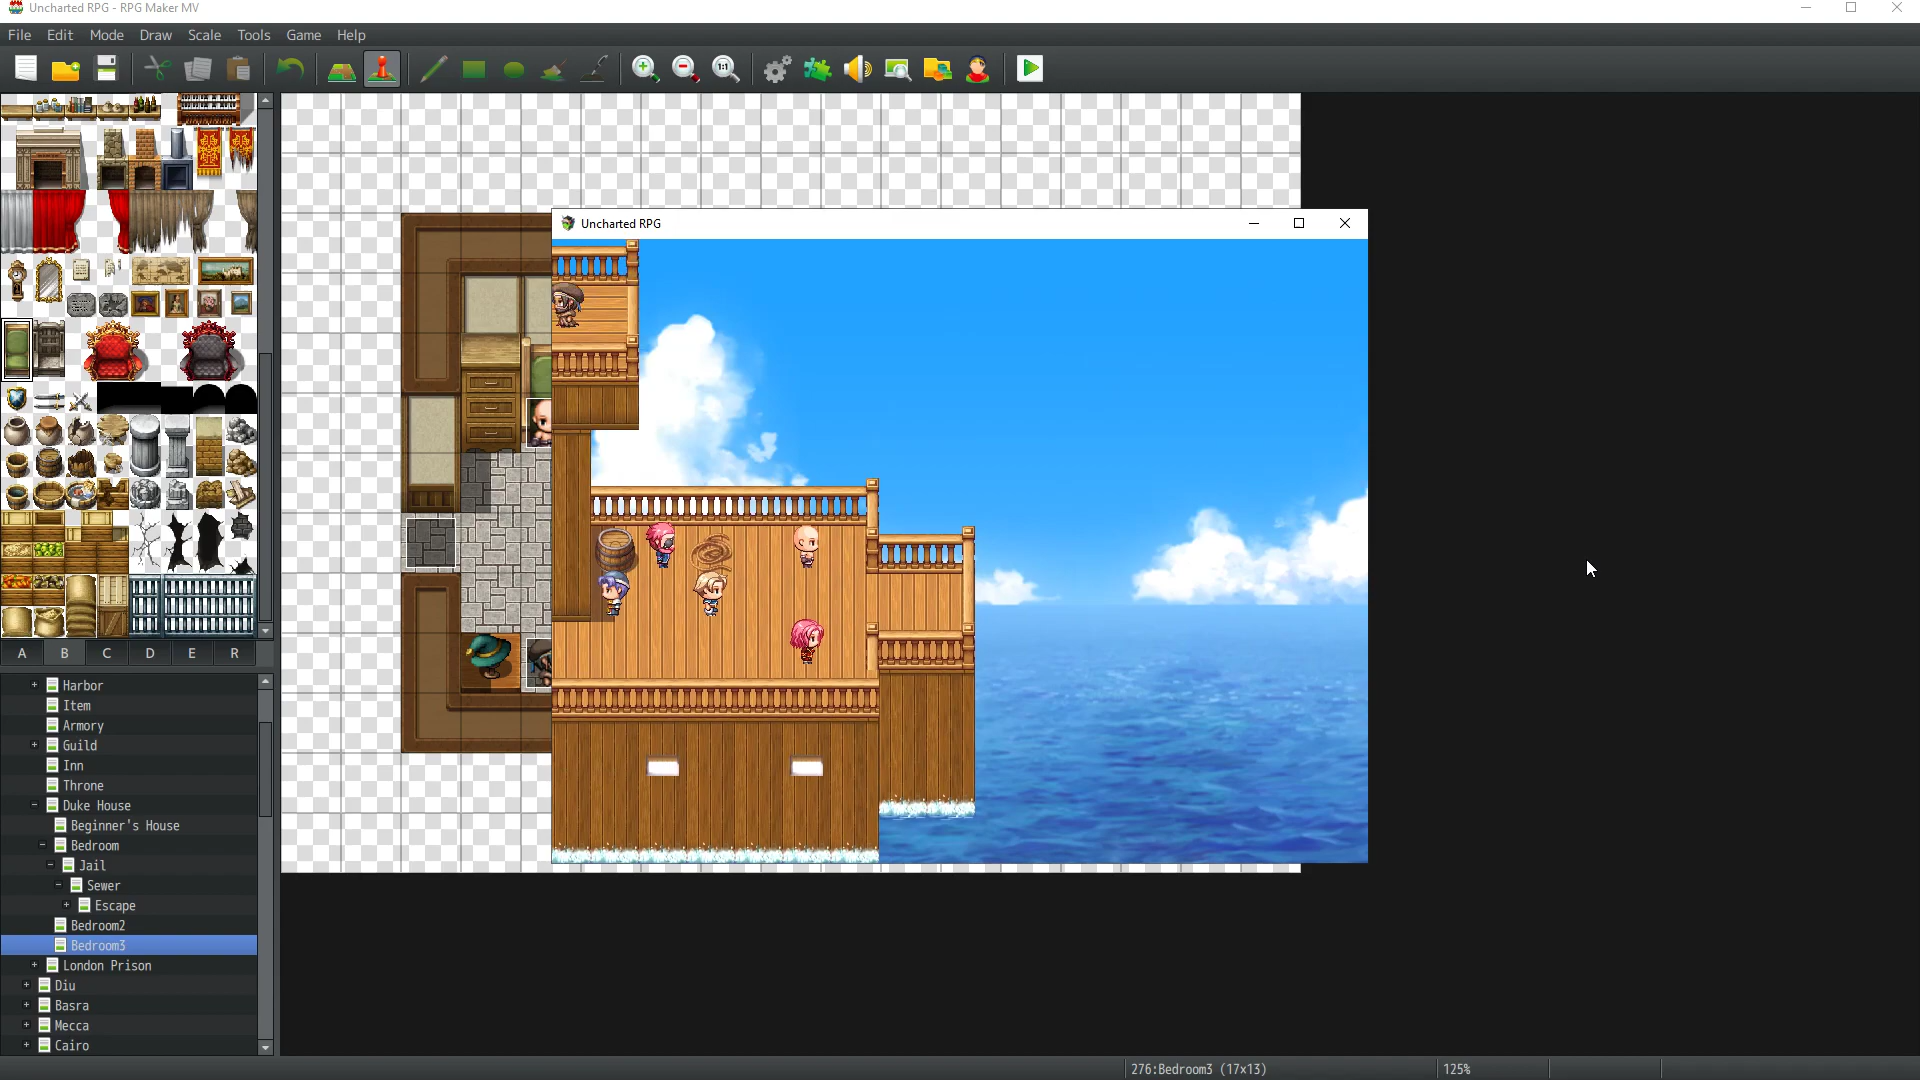 Uncharted RPG - RPG Maker MV
File Edit Mode Draw Scale Tools Game Help
1:1
Uncharted RPG
A B C D E R
Harbor
Item
Armory
Guild
Inn
Throne
Duke House
Beginner's House
Bedroom
Jail
Sewer
Escape
Bedroom2
Bedroom3
London Prison
Diu
Basra
Mecca
Cairo
276:Bedroom3 (17x13) 125%